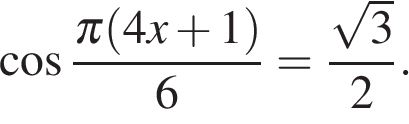 cos π(4x + 1)/6 = √3/2.